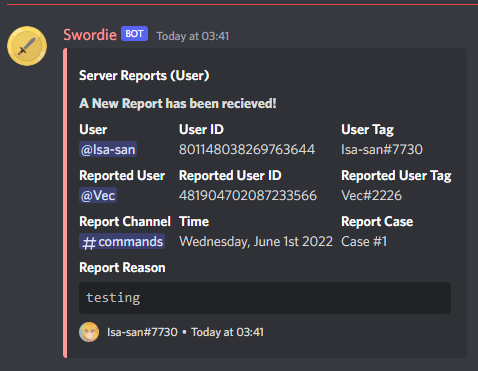 Swordie BOT Today at 03:41
Server Reports (User)
A New Report has been recieved!
User User ID User Tag
@Isa-san 801148038269763644 Isa-san#7730
Reported User Reported User ID Reported User Tag
@Vec 481904702087233566 Vec#2226
Report Channel Time Report Case
#commands Wednesday, June 1st 2022 Case #1
Report Reason
testing
Isa-san#7730 • Today at 03:41